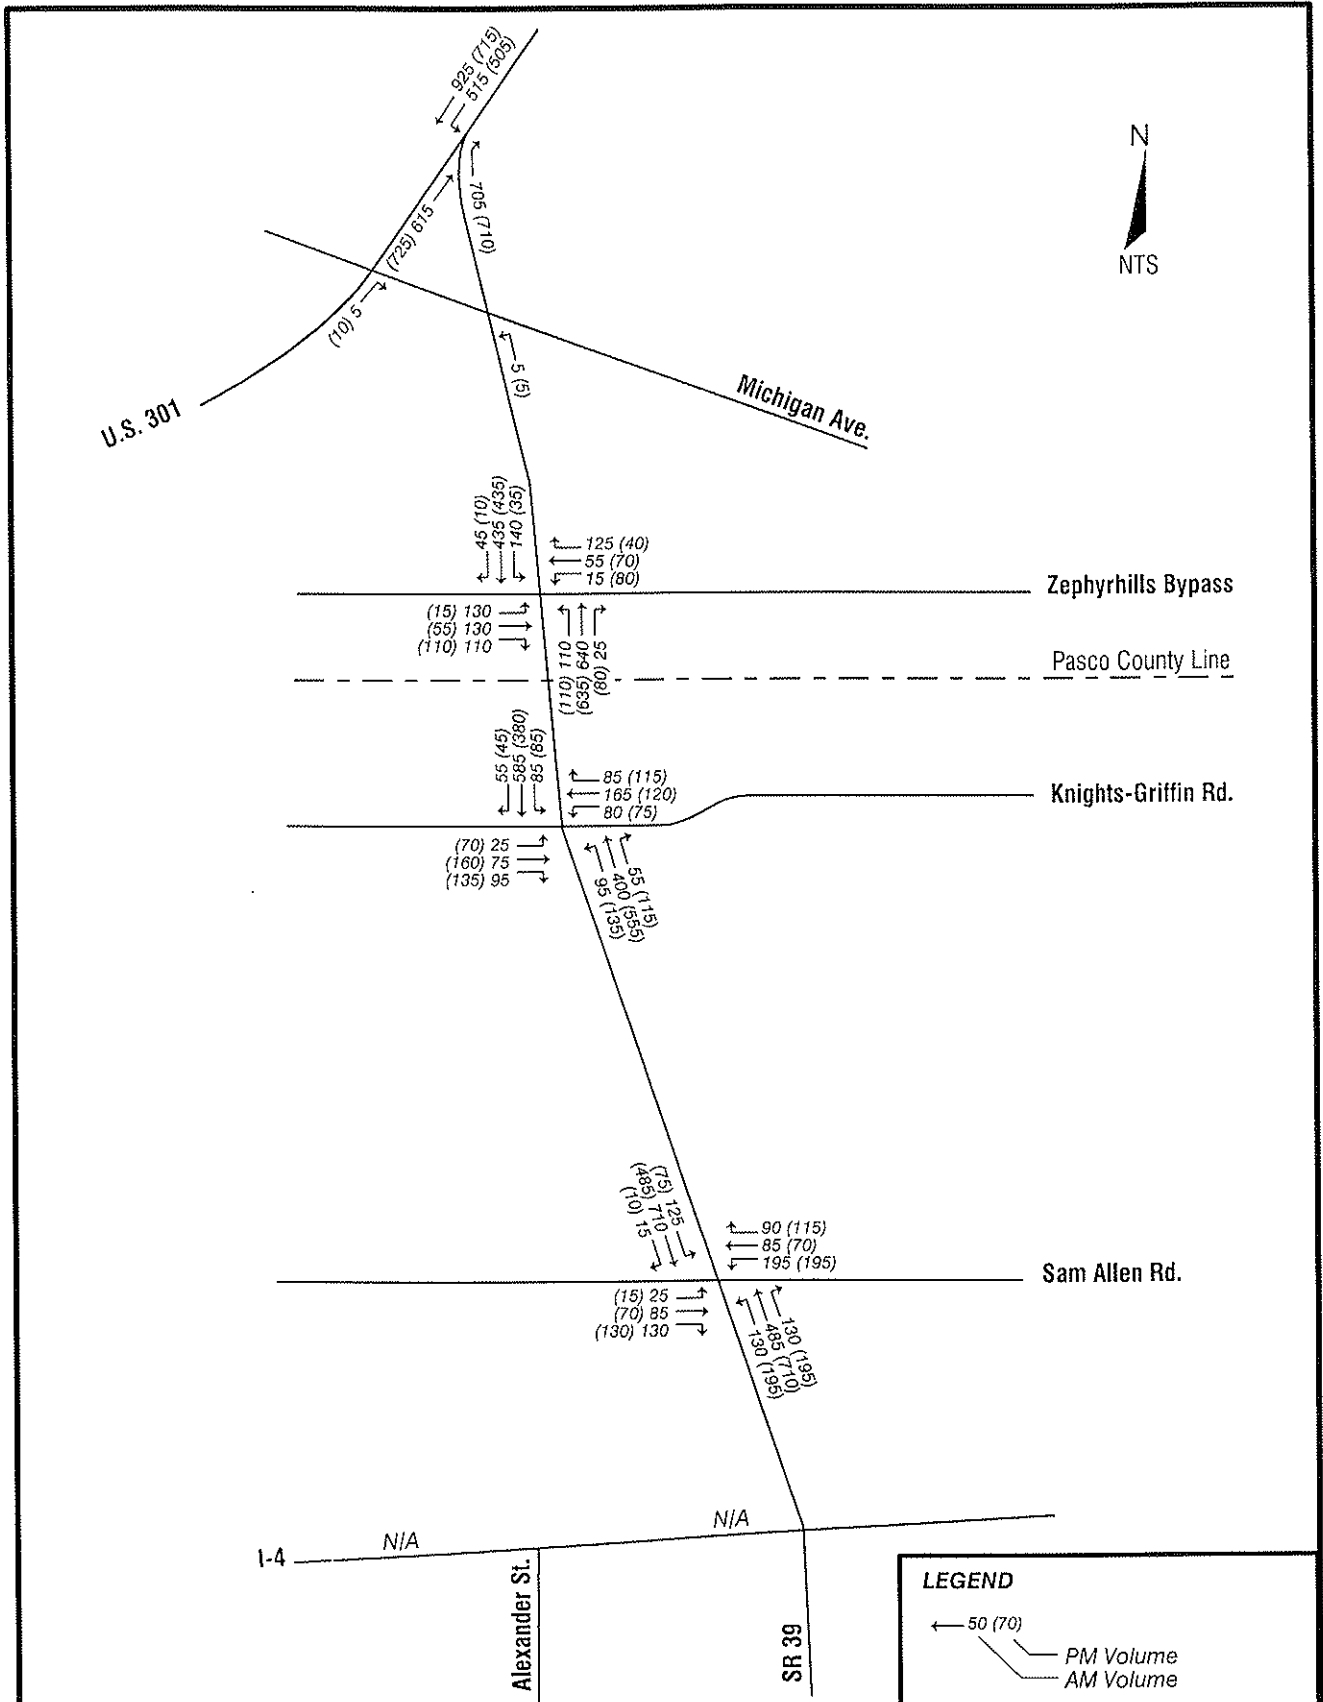 925 (715)
515 (505)
N
NTS
705 (710)
(725) 615
(10) 5
5 (5)
U.S. 301
Michigan Ave.
45 (10)
435 (435)
140 (35)
125 (40)
55 (70)
15 (80)
Zephyrhills Bypass
(15) 130
(55) 130
(110) 110
(110) 110
(635) 640
(80) 25
Pasco County Line
55 (45)
585 (380)
85 (85)
85 (115)
165 (120)
80 (75)
Knights-Griffin Rd.
(70) 25
(160) 75
(135) 95
55 (115)
400 (555)
95 (135)
(75) 125
(485) 710
(10) 15
90 (115)
85 (70)
195 (195)
Sam Allen Rd.
(15) 25
(70) 85
(130) 130
130 (195)
485 (710)
130 (195)
N/A
N/A
I-4
Alexander St.
SR 39
LEGEND
50 (70)
PM Volume
AM Volume